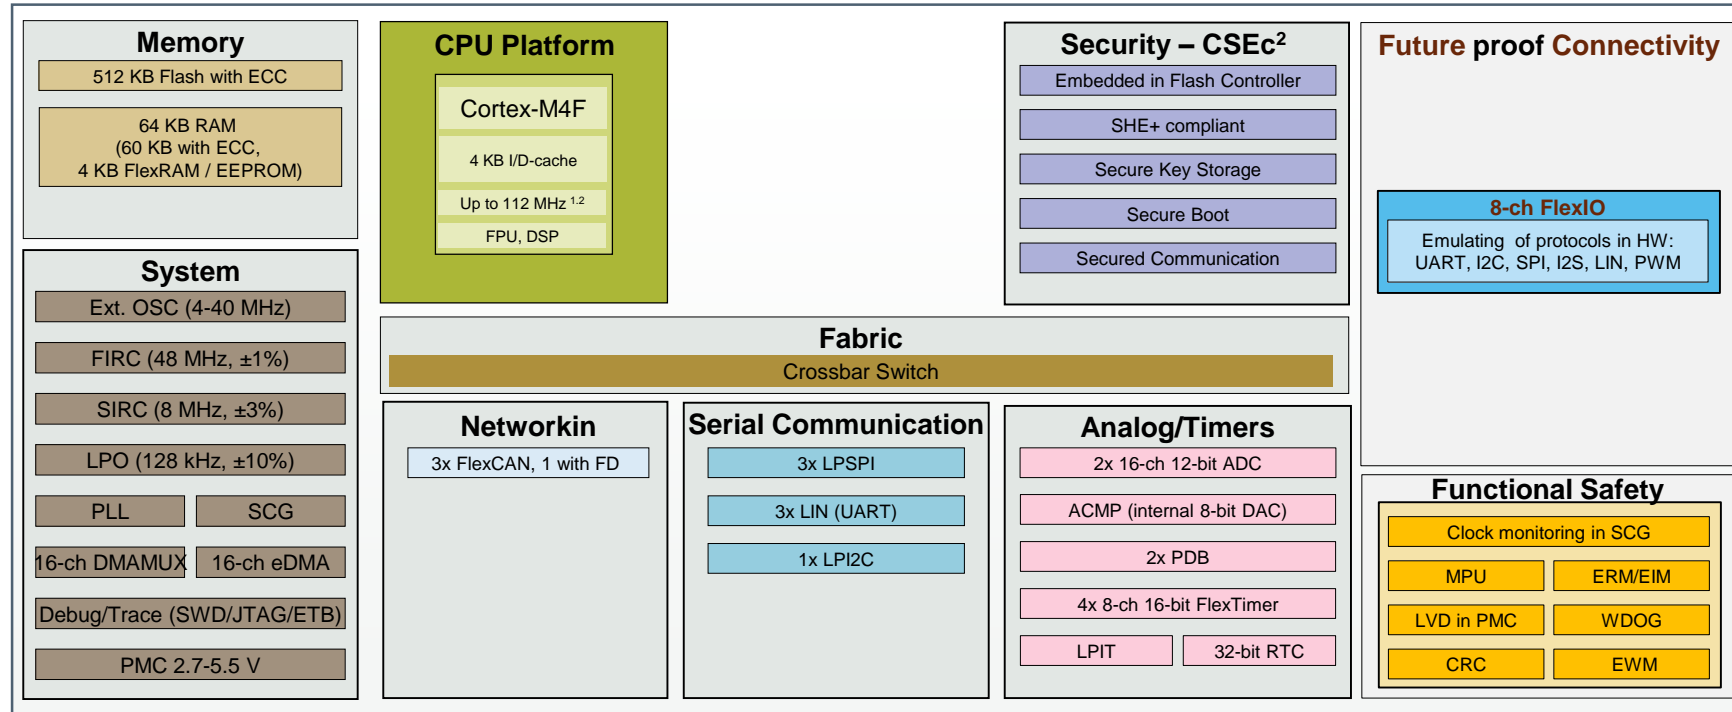 Memory
512 KB Flash with ECC
64 KB RAM
(60 KB with ECC,
4 KB FlexRAM / EEPROM)
System
Ext. OSC (4-40 MHz)
FIRC (48 MHz, ±1%)
SIRC (8 MHz, ±3%)
LPO (128 kHz, ±10%)
PLL
SCG
16-ch DMAMUX
16-ch eDMA
Debug/Trace (SWD/JTAG/ETB)
PMC 2.7-5.5 V
CPU Platform
Cortex-M4F
4 KB I/D-cache
Up to 112 MHz 1.2
FPU, DSP
Security – CSEc2
Embedded in Flash Controller
SHE+ compliant
Secure Key Storage
Secure Boot
Secured Communication
Fabric
Crossbar Switch
Networkin
3x FlexCAN, 1 with FD
Serial Communication
3x LPSPI
3x LIN (UART)
1x LPI2C
Analog/Timers
2x 16-ch 12-bit ADC
ACMP (internal 8-bit DAC)
2x PDB
4x 8-ch 16-bit FlexTimer
LPIT
32-bit RTC
Future proof Connectivity
8-ch FlexIO
Emulating of protocols in HW:
UART, I2C, SPI, I2S, LIN, PWM
Functional Safety
Clock monitoring in SCG
MPU
ERM/EIM
LVD in PMC
WDOG
CRC
EWM